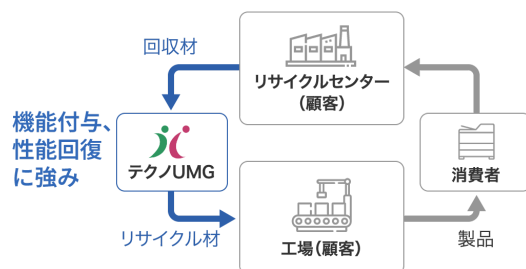 回収材
リサイクルセンター
(顧客)
機能付与、
性能回復
に強み
テクノUMG
消費者
リサイクル材
工場(顧客)
製品